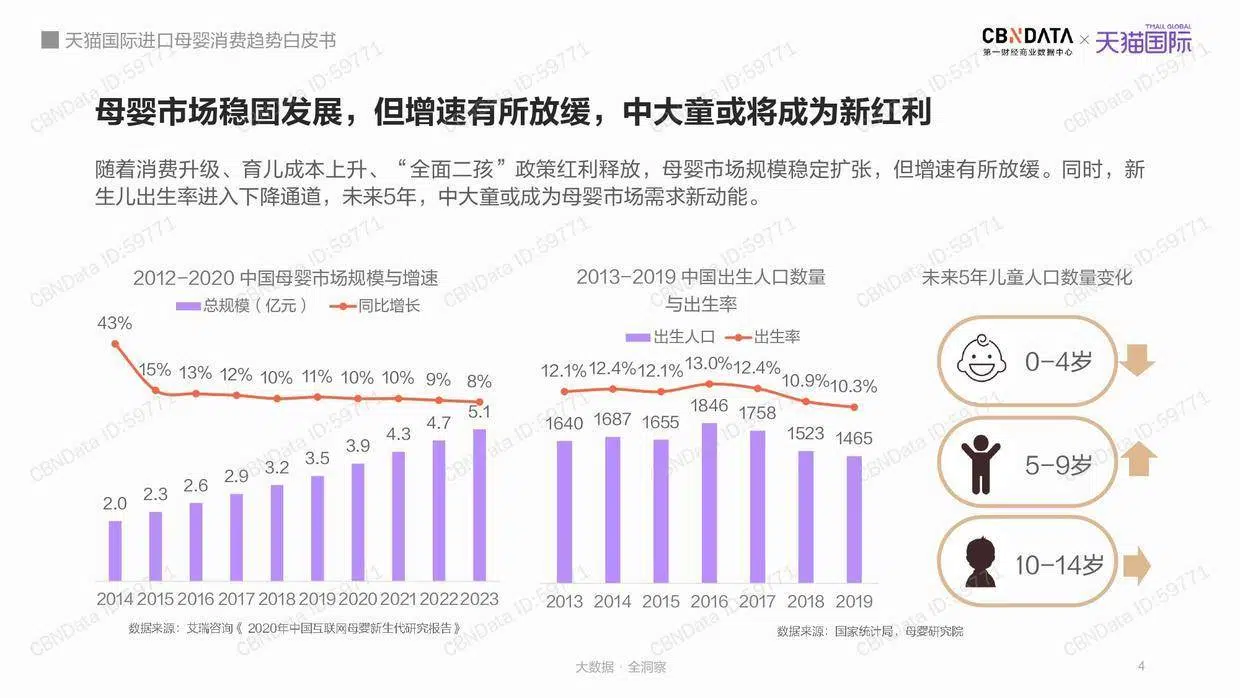 天猫国际进口母婴消费趋势白皮书
CBNDATA
第一财经商业数据中心
×
TMALL GLOBAL
天猫国际
母婴市场稳固发展，但增速有所放缓，中大童或将成为新红利
随着消费升级、育儿成本上升、“全面二孩”政策红利释放，母婴市场规模稳定扩张，但增速有所放缓。同时，新
生儿出生率进入下降通道，未来5年，中大童或成为母婴市场需求新动能。
2012-2020 中国母婴市场规模与增速
总规模（亿元） 同比增长
43% 15% 13% 12% 10% 11% 10% 10% 9% 8%
2.0 2.3 2.6 2.9 3.2 3.5 3.9 4.3 4.7 5.1
2014 2015 2016 2017 2018 2019 2020 2021 2022 2023
数据来源：艾瑞咨询《 2020年中国互联网母婴新生代研究报告》
2013-2019 中国出生人口数量
与出生率
出生人口 出生率
12.1% 12.4% 12.1% 13.0% 12.4% 10.9% 10.3%
1640 1687 1655 1846 1758 1523 1465
2013 2014 2015 2016 2017 2018 2019
未来5年儿童人口数量变化
0-4岁
5-9岁
10-14岁
数据来源：国家统计局，母婴研究院
大数据 · 全洞察
4
CBNData ID:59771